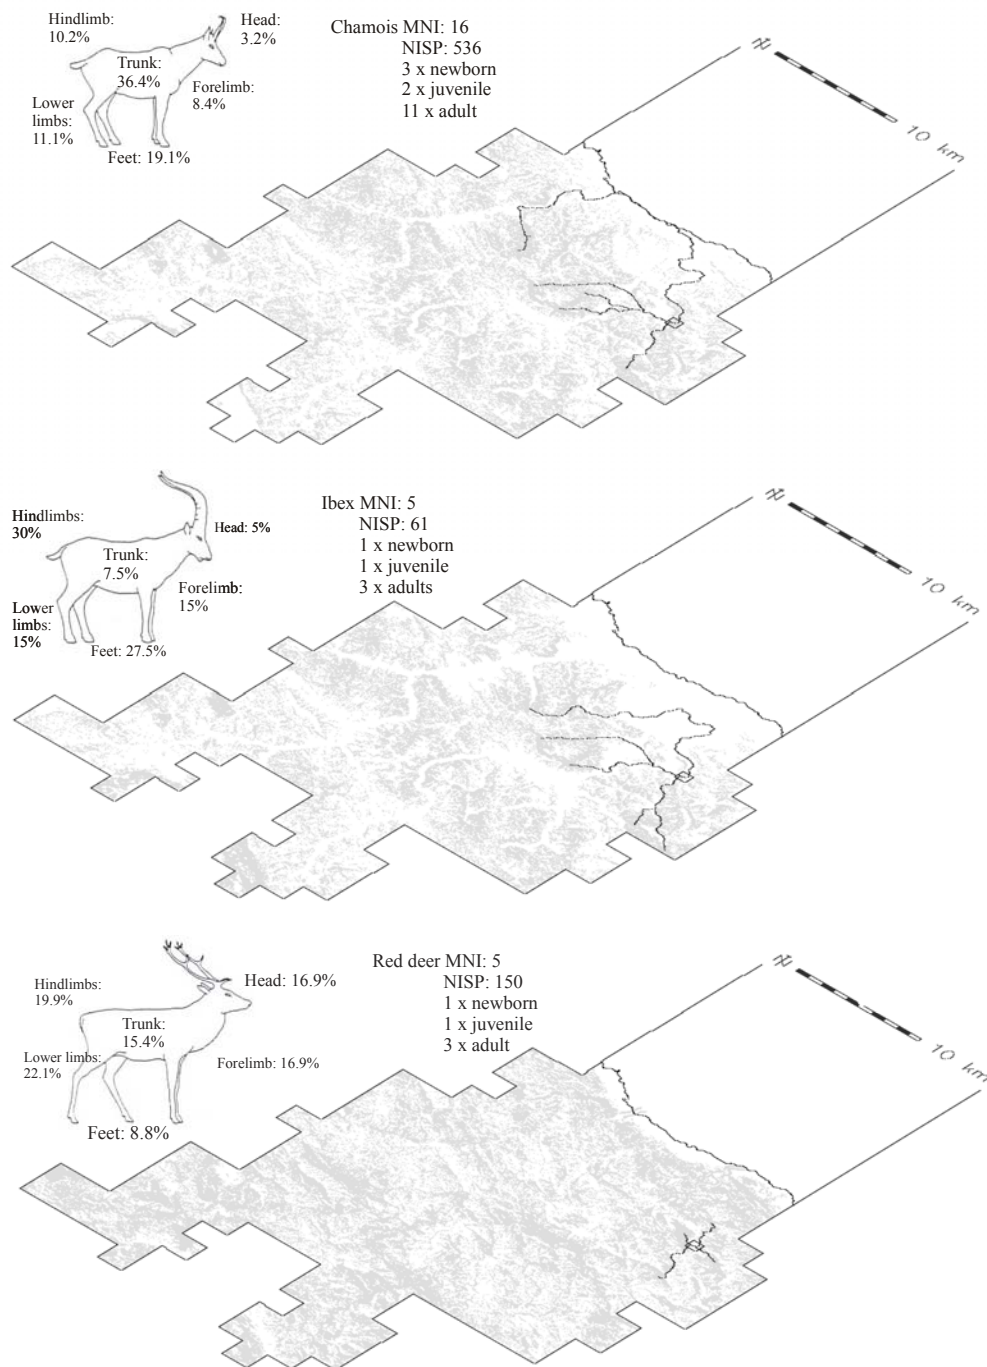 Hindlimb:
10.2%
Head:
3.2%
Trunk:
36.4%
Forelimb:
8.4%
Lower
limbs:
11.1%
Feet: 19.1%
Chamois MNI: 16
NISP: 536
3 x newborn
2 x juvenile
11 x adult
N
10 km
Hindlimbs:
30%
Head: 5%
Trunk:
7.5%
Forelimb:
15%
Lower
limbs:
15%
Feet: 27.5%
Ibex MNI: 5
NISP: 61
1 x newborn
1 x juvenile
3 x adults
N
10 km
Hindlimbs:
19.9%
Head: 16.9%
Trunk:
15.4%
Lower limbs:
22.1%
Forelimb: 16.9%
Feet: 8.8%
Red deer MNI: 5
NISP: 150
1 x newborn
1 x juvenile
3 x adult
N
10 km